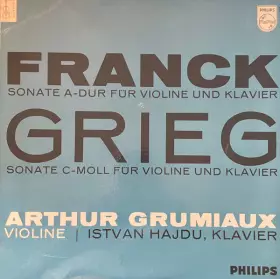 PHILIPS
FRANCK
SONATE A-DUR FÜR VIOLINE UND KLAVIER
GRIEG
SONATE C-MOLL FÜR VIOLINE UND KLAVIER
ARTHUR GRUMIAUX
VIOLINE | ISTVAN HAJDU, KLAVIER
PHILIPS